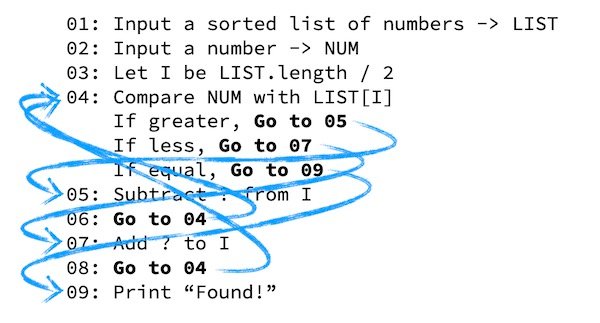 01: Input a sorted list of numbers -> LIST
02: Input a number -> NUM
03: Let I be LIST.length / 2
04: Compare NUM with LIST[I]
If greater, Go to 05
If less, Go to 07
If equal, Go to 09
05: Subtract ? from I
06: Go to 04
07: Add ? to I
08: Go to 04
09: Print “Found!”